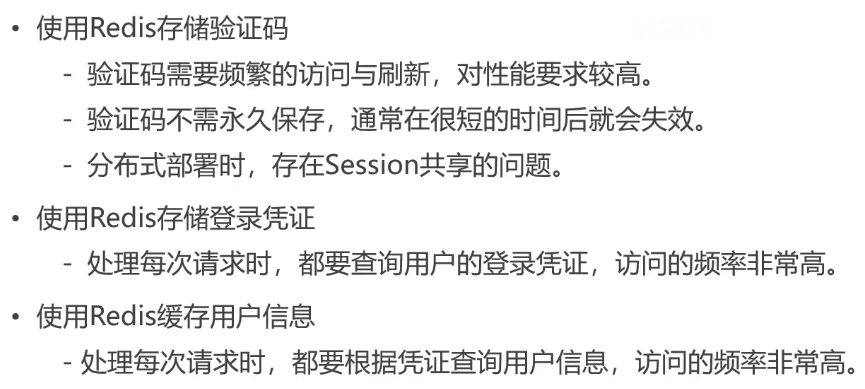 • 使用Redis存储验证码
- 验证码需要频繁的访问与刷新，对性能要求较高。
- 验证码不需永久保存，通常在很短的时间后就会失效。
- 分布式部署时，存在Session共享的问题。
• 使用Redis存储登录凭证
- 处理每次请求时，都要查询用户的登录凭证，访问的频率非常高。
• 使用Redis缓存用户信息
- 处理每次请求时，都要根据凭证查询用户信息，访问的频率非常高。